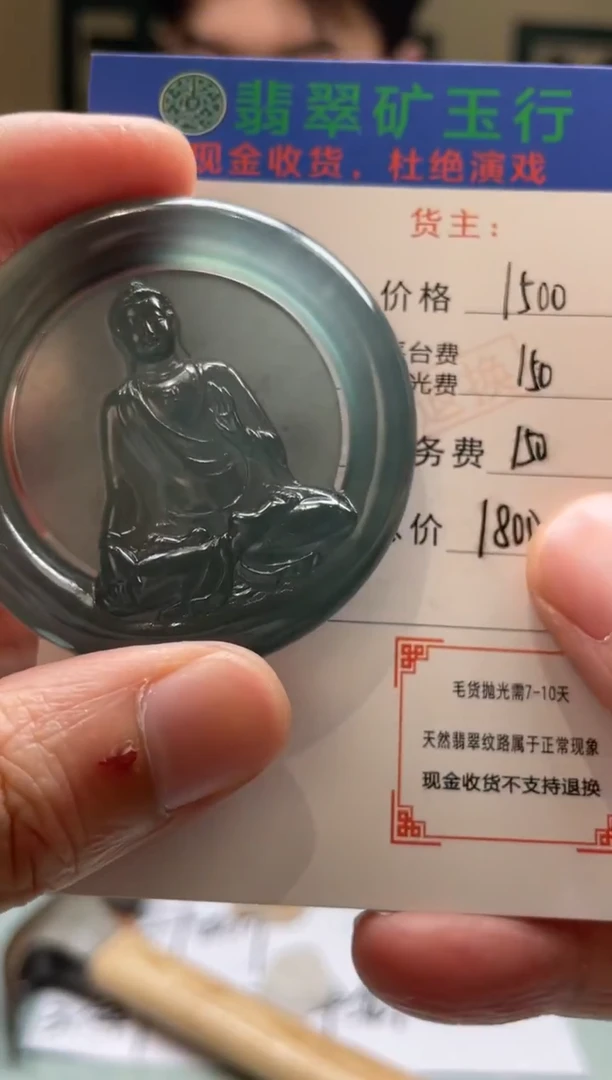 翡翠矿玉行
现金收货，杜绝演戏
货主：
价格 1500
台费
光费 150
务费 150
价 1800
毛货抛光需7-10天
天然翡翠纹路属于正常现象
现金收货不支持退换